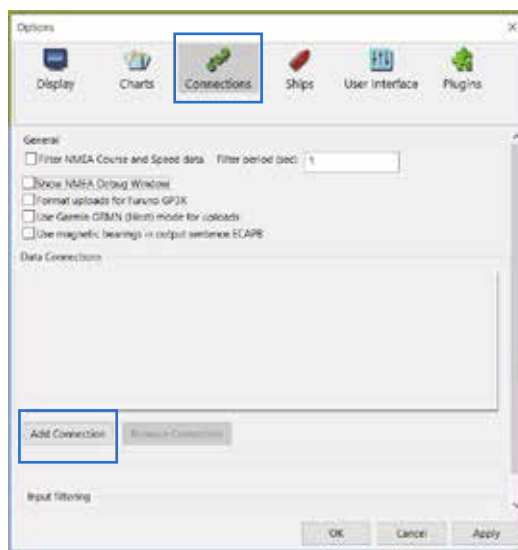 Options
Display Charts Connections Ships User Interface Plugins
General
Filter NMEA Course and Speed data Filter period (sec) 1
Show NMEA Debug Window
Format uploads for Furuno GP3X
Use Garmin GRMN (Host) mode for uploads
Use magnetic bearings in output sentence ECAPB
Data Connections
Add Connection Remove Connection
Input filtering
OK Cancel Apply